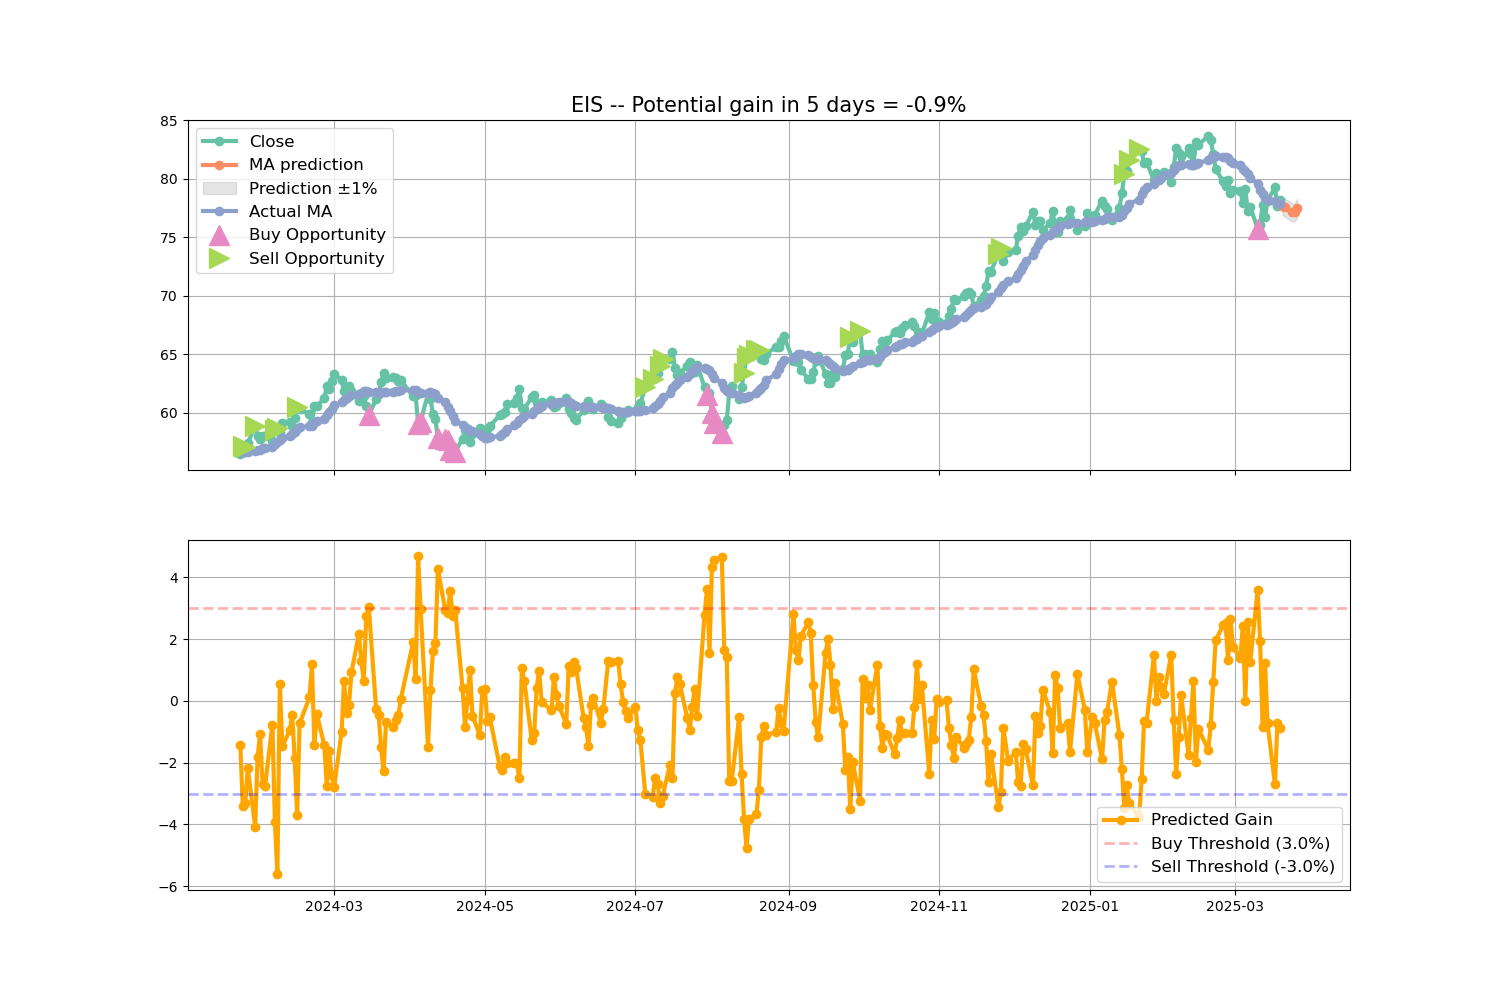 EIS -- Potential gain in 5 days = -0.9%
85
80
75
70
65
60
Close
MA prediction
Prediction ±1%
Actual MA
Buy Opportunity
Sell Opportunity
4
2
0
−2
−4
−6
Predicted Gain
Buy Threshold (3.0%)
Sell Threshold (-3.0%)
2024-03 2024-05 2024-07 2024-09 2024-11 2025-01 2025-03